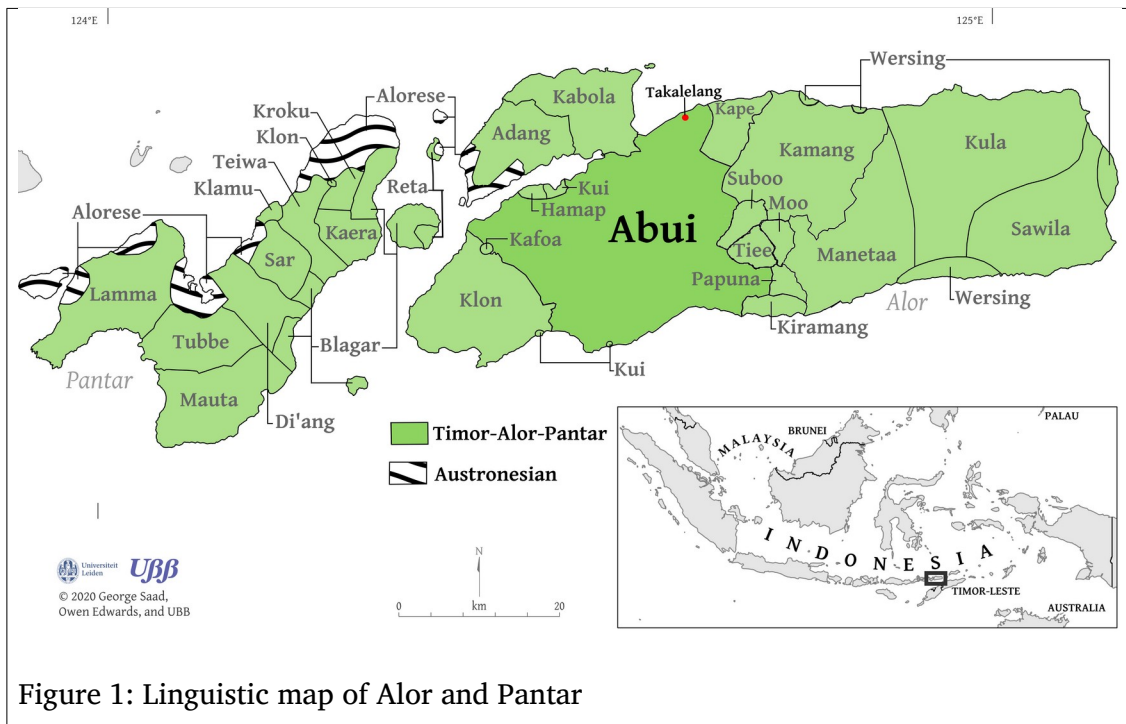 124°E
125°E
Wersing
Takalelang
Kabola
Kape
Alorese
Kroku
Klon
Teiwa
Klamu
Adang
Kamang
Kula
Reta
Kui
Hamap
Suboo
Moo
Alorese
Kaera
Abui
Sar
Kafoa
Tiee
Manetaa
Sawila
Lamma
Klon
Papuna
Alor
Wersing
Kiramang
Tubbe
Blagar
Kui
Pantar
Mauta
Di'ang
Timor-Alor-Pantar
Austronesian
PALAU
BRUNEI
MALAYSIA
INDONESIA
TIMOR-LESTE
AUSTRALIA
Universiteit
Leiden
UBB
© 2020 George Saad,
Owen Edwards, and UBB
N
0 km 20
Figure 1: Linguistic map of Alor and Pantar